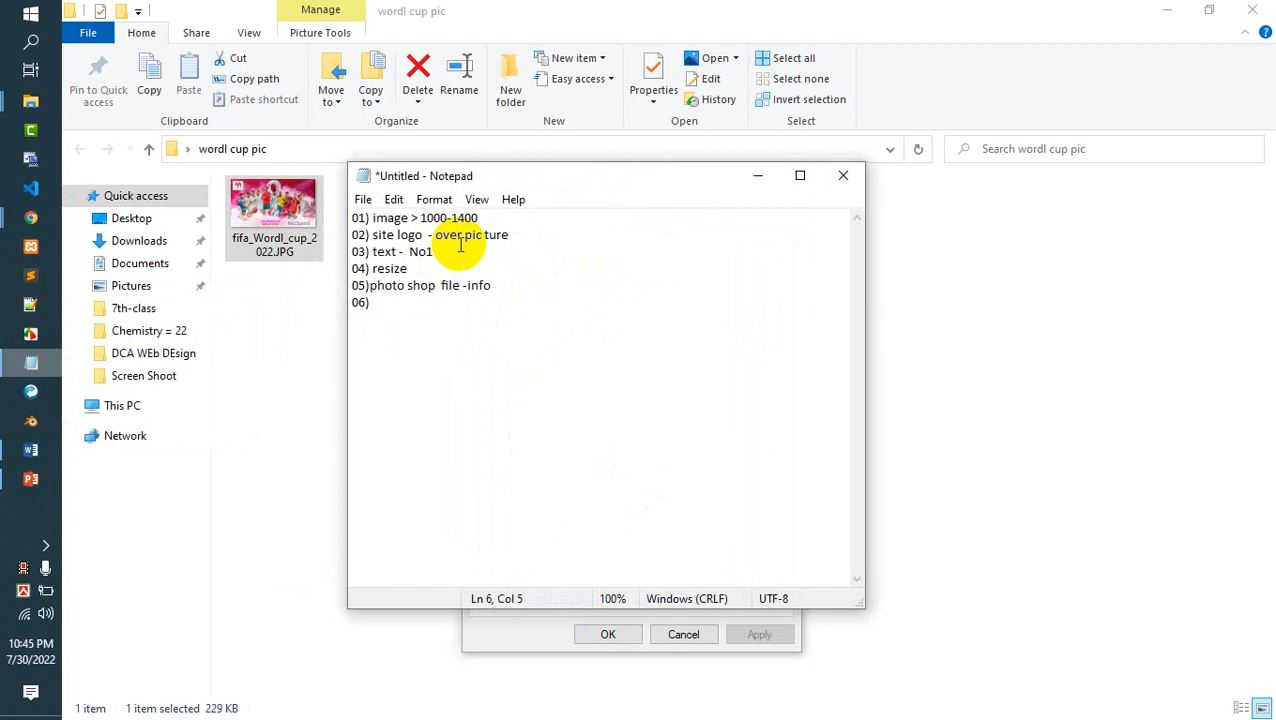 Manage
wordl cup pic
File
Home
Share
View
Picture Tools
Pin to Quick access
Copy
Paste
Cut
Copy path
Paste shortcut
Clipboard
Move to
Copy to
Delete
Rename
Organize
New folder
New item
Easy access
New
Properties
Open
Edit
History
Open
Select all
Select none
Invert selection
Select
wordl cup pic
Search wordl cup pic
Quick access
Desktop
Downloads
Documents
Pictures
7th-class
Chemistry = 22
DCA WEb DEsign
Screen Shoot
This PC
Network
fifa_Wordl_cup_2
022.JPG
*Untitled - Notepad
File Edit Format View Help
01) image > 1000-1400
02) site logo - over pic ture
03) text - No1
04) resize
05)photo shop file -info
06)
Ln 6, Col 5
100%
Windows (CRLF)
UTF-8
OK
Cancel
Apply
10:45 PM
7/30/2022
1 item
1 item selected 229 KB